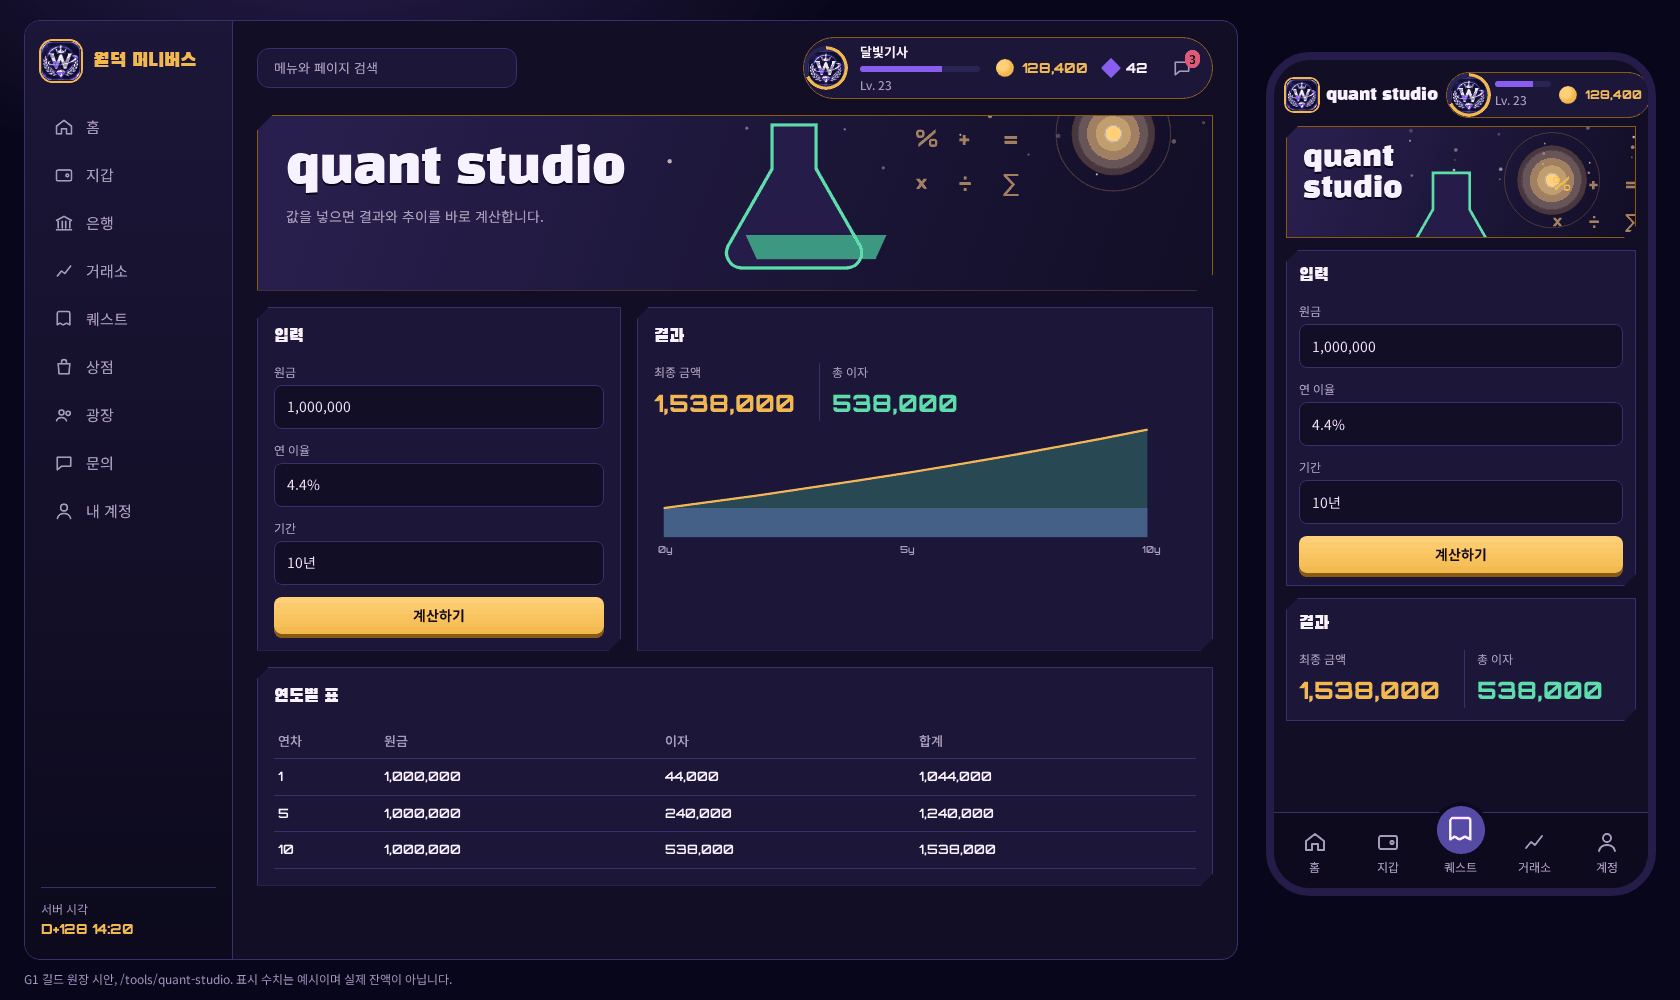 원덕 머니버스
홈
지갑
은행
거래소
퀘스트
상점
광장
문의
내 계정
서버 시각
D+128 14:20
메뉴와 페이지 검색
달빛기사
Lv. 23
128,400
42
3
quant studio
값을 넣으면 결과와 추이를 바로 계산합니다.
% + =
x ÷ ∑
입력
원금
1,000,000
연 이율
4.4%
기간
10년
계산하기
결과
최종 금액 총 이자
1,538,000 538,000
0y 5y 10y
연도별 표
연차 원금 이자 합계
1 1,000,000 44,000 1,044,000
5 1,000,000 240,000 1,240,000
10 1,000,000 538,000 1,538,000
G1 길드 원장 시안, /tools/quant-studio. 표시 수치는 예시이며 실제 잔액이 아닙니다.
W quant studio
Lv. 23
128,400
quant
studio
% + =
x ÷ ∑
입력
원금
1,000,000
연 이율
4.4%
기간
10년
계산하기
결과
최종 금액 총 이자
1,538,000 538,000
홈 지갑 퀘스트 거래소 계정